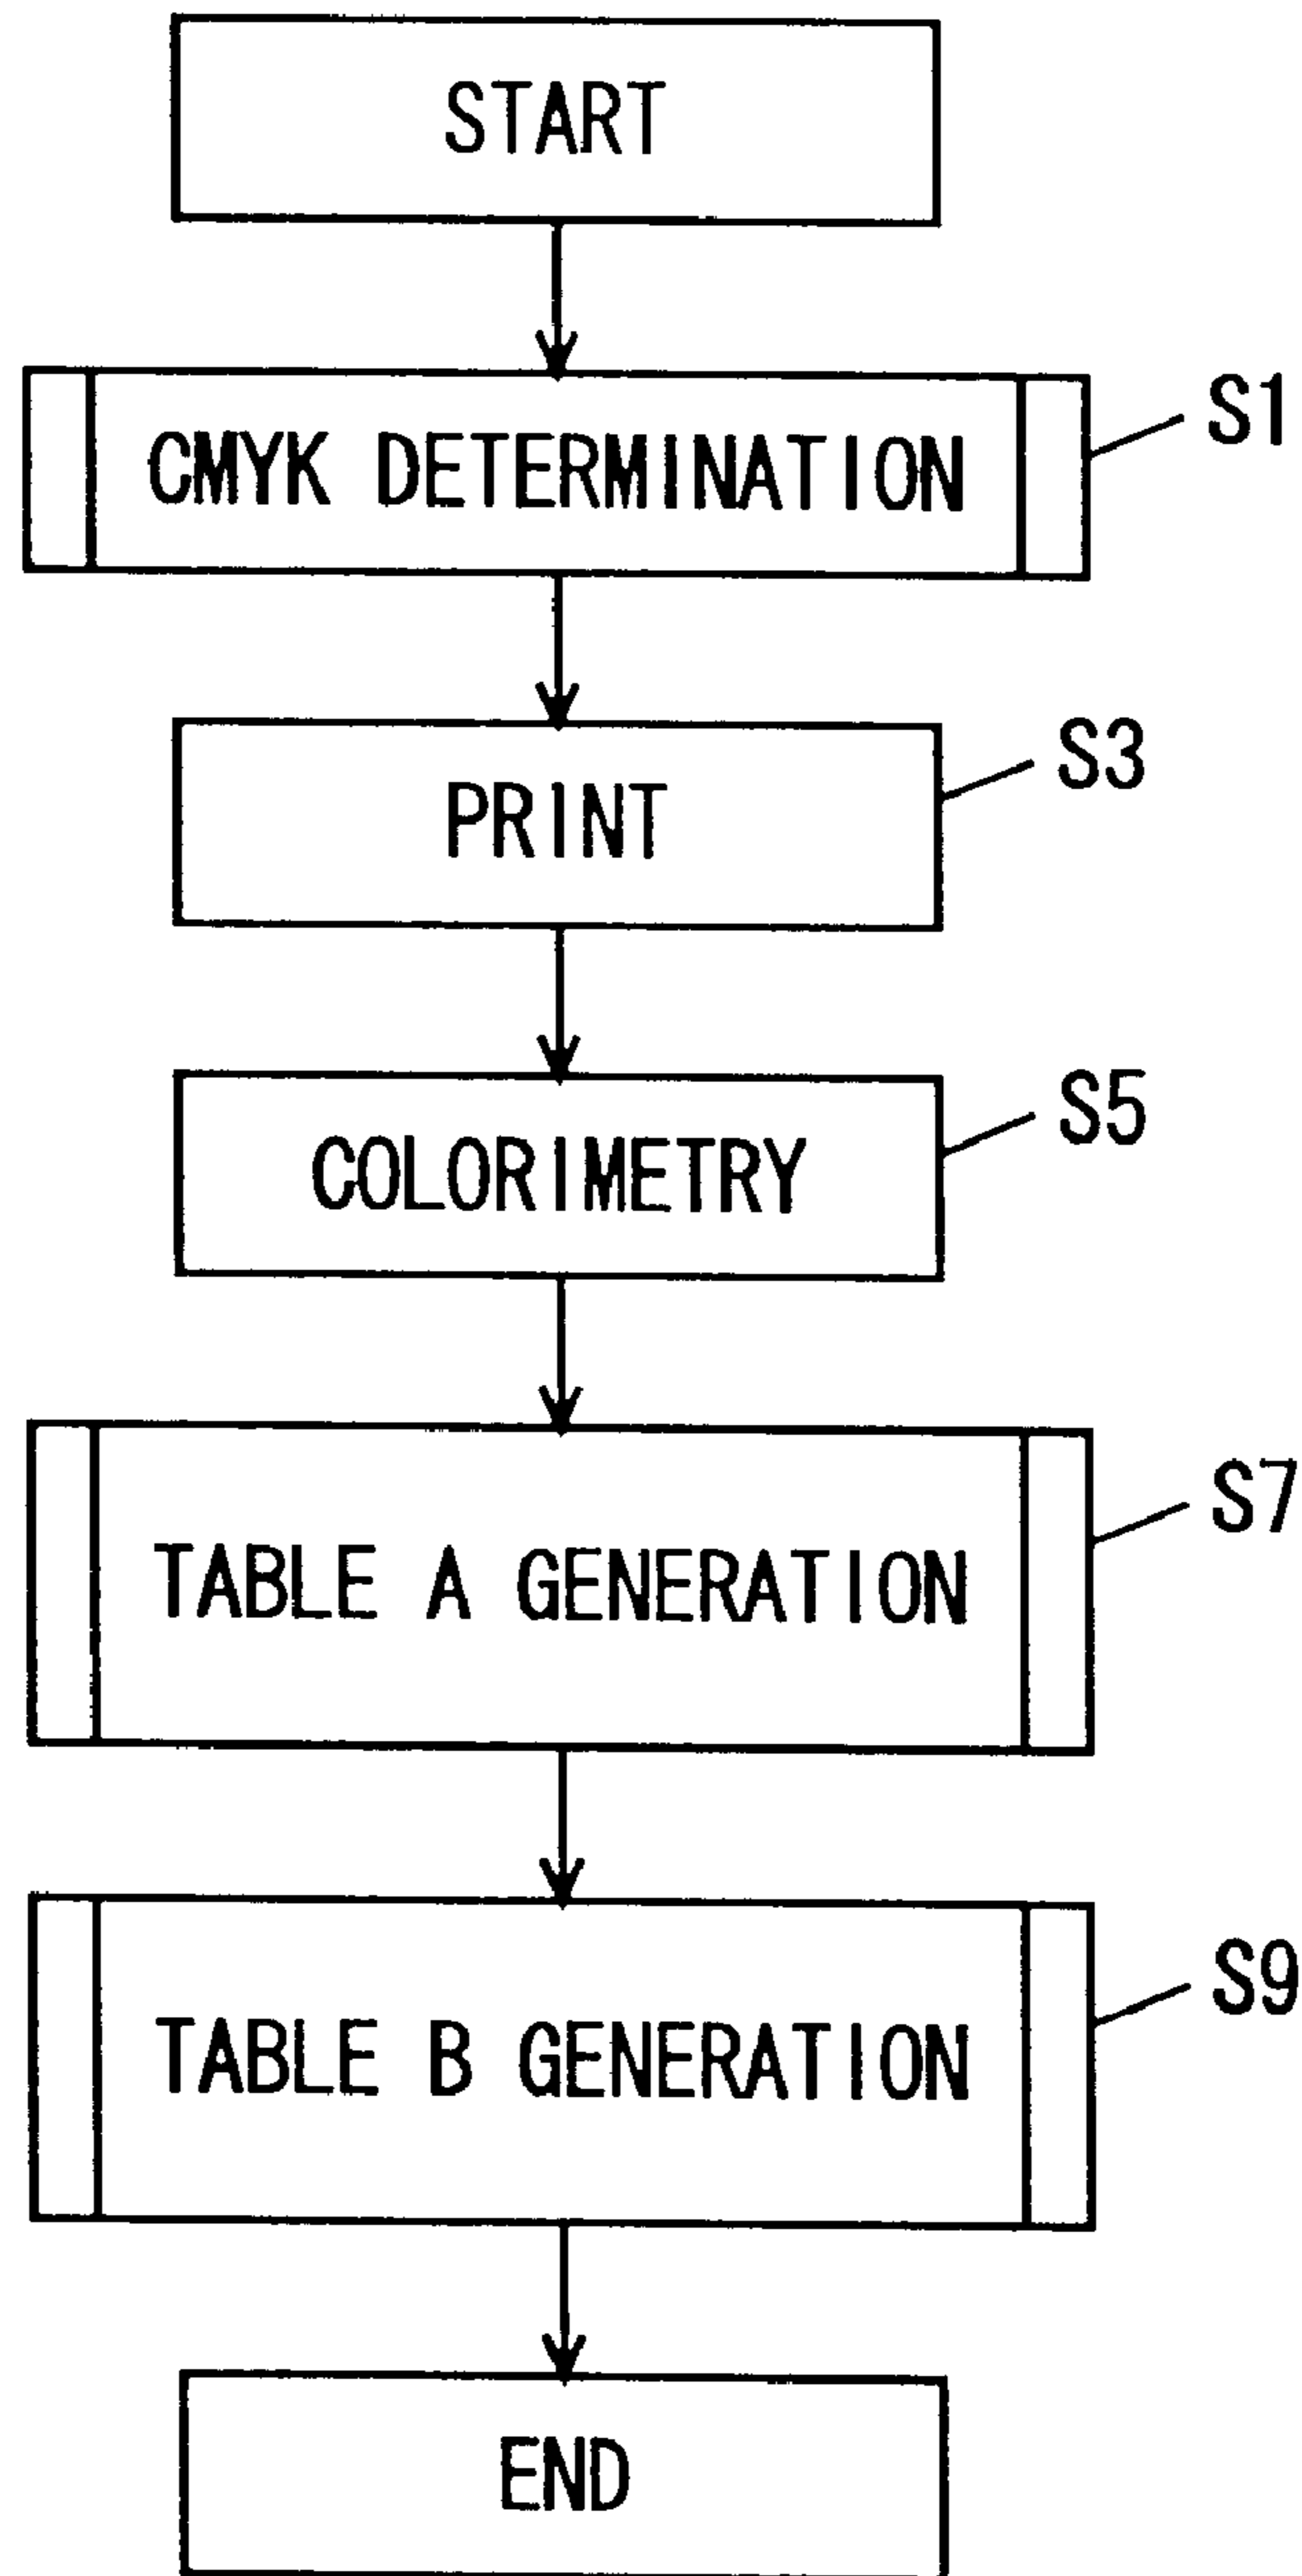 START
CMYK DETERMINATION
S1
PRINT
S3
COLORIMETRY
S5
TABLE A GENERATION
S7
TABLE B GENERATION
S9
END